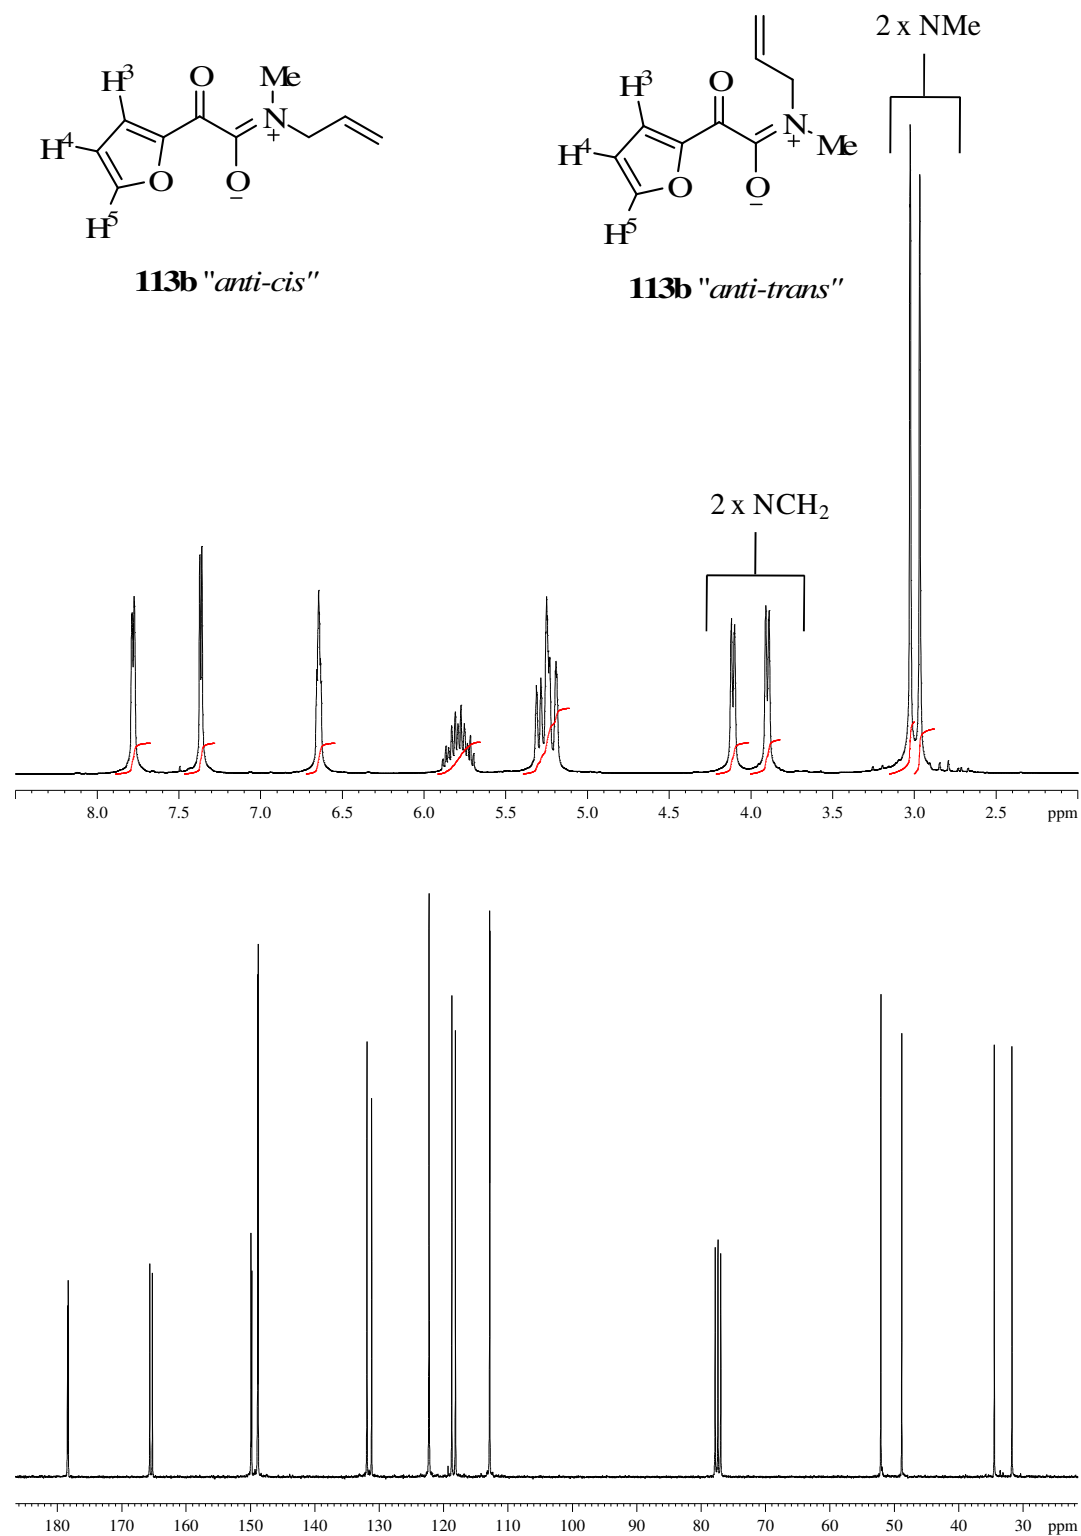 2 x NMe
H3
O
Me
N
+
H4
O
O
−
H5
113b "anti-cis"
H3
O
N
+
Me
H4
O
O
−
H5
113b "anti-trans"
2 x NCH2
8.0 7.5 7.0 6.5 6.0 5.5 5.0 4.5 4.0 3.5 3.0 2.5 ppm
180 170 160 150 140 130 120 110 100 90 80 70 60 50 40 30 ppm